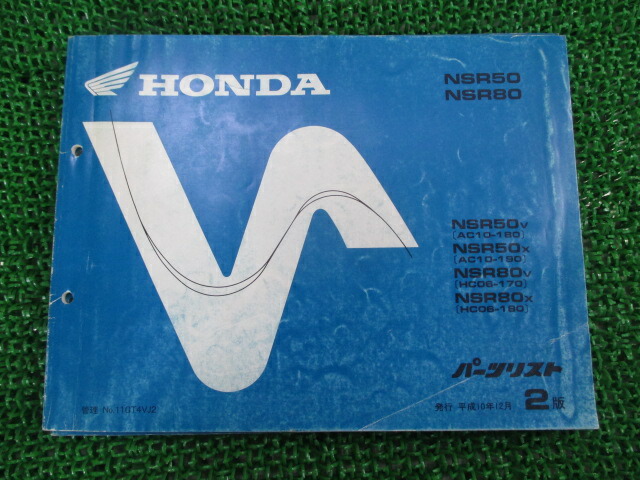 HONDA
NSR50
NSR80
NSR50V
(AC10-180)
NSR50X
(AC10-190)
NSR80V
(HC06-170)
NSR80X
(HC06-180)
パーツリスト
管理 No.11GT4VJ2
発行 平成10年12月 2版